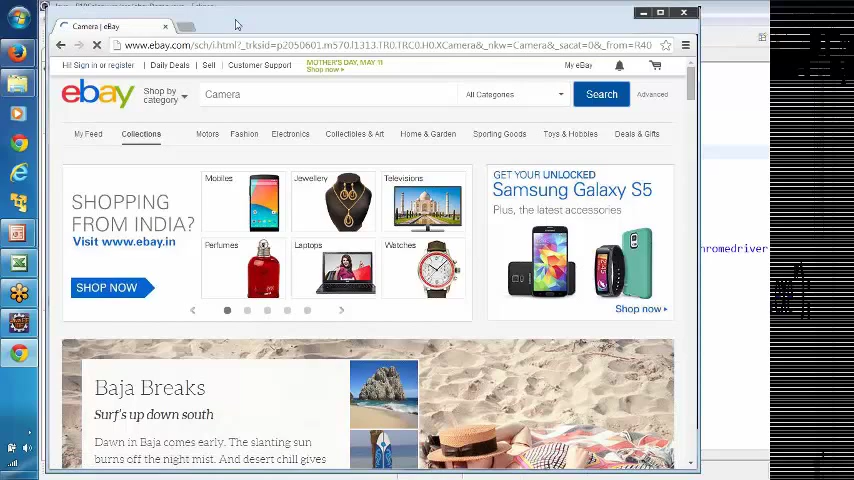 Camera | eBay
www.ebay.com/sch/i.html?_trksid=p2050601.m570.l1313.TR0.TRC0.H0.XCamera&_nkw=Camera&_sacat=0&_from=R40
Hi! Sign in or register
Daily Deals
Sell
Customer Support
MOTHER'S DAY, MAY 11
Shop now ▸
My eBay
ebay
Shop by
category
Camera
All Categories
Search
Advanced
My Feed
Collections
Motors
Fashion
Electronics
Collectibles & Art
Home & Garden
Sporting Goods
Toys & Hobbies
Deals & Gifts
SHOPPING
FROM INDIA?
Visit www.ebay.in
SHOP NOW
Mobiles
Jewellery
Televisions
Perfumes
Laptops
Watches
GET YOUR UNLOCKED
Samsung Galaxy S5
Plus, the latest accessories
Shop now ▸
hromedriver
Baja Breaks
Surf's up down south
Dawn in Baja comes early. The slanting sun
burns off the night mist. And desert chill gives